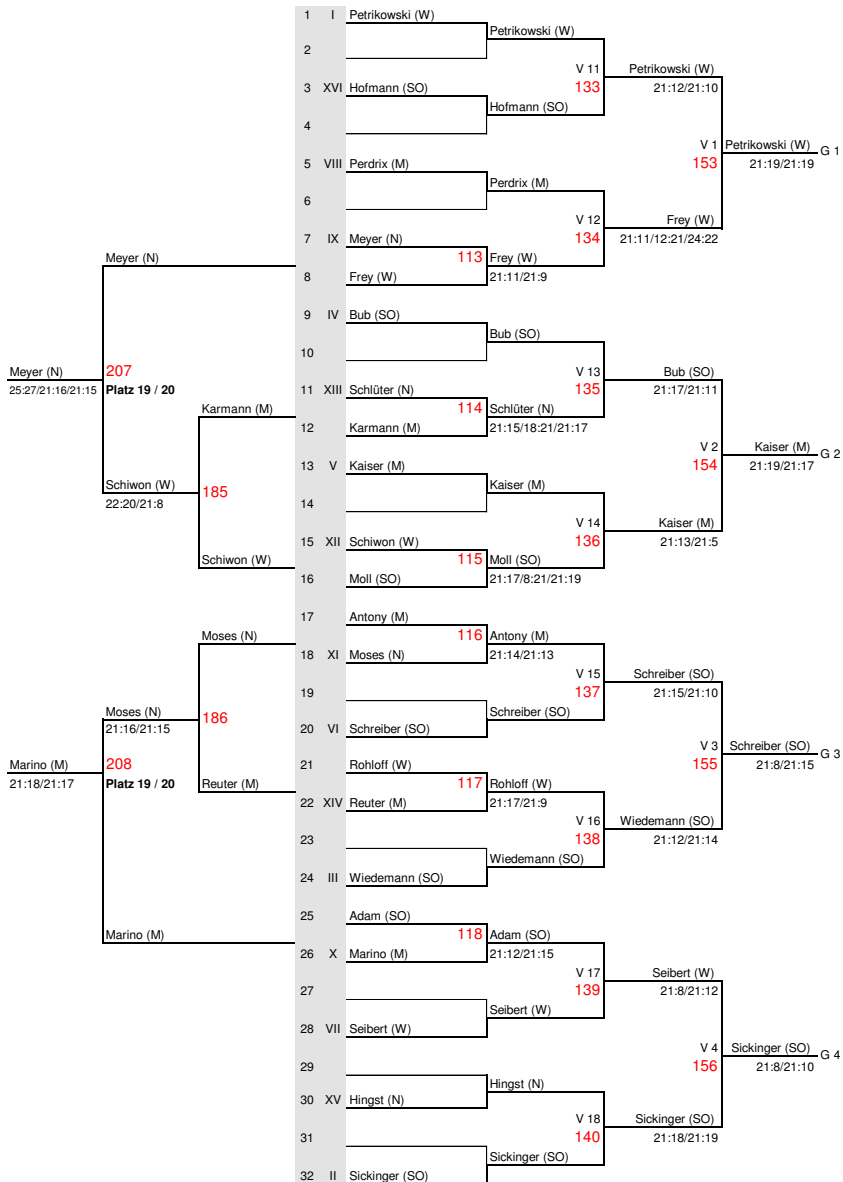 1 I Petrikowski (W)
Petrikowski (W)
2
V 11 Petrikowski (W)
3 XVI Hofmann (SO) 133 21:12/21:10
Hofmann (SO)
4
V 1 Petrikowski (W) G 1
5 VIII Perdrix (M) 153 21:19/21:19
Perdrix (M)
6
V 12 Frey (W)
7 IX Meyer (N) 134 21:11/12:21/24:22
Meyer (N) 113 Frey (W)
8 Frey (W) 21:11/21:9
9 IV Bub (SO)
Bub (SO)
10
Meyer (N) 207 V 13 Bub (SO)
25:27/21:16/21:15 Platz 19 / 20 11 XIII Schlüter (N) 135 21:17/21:11
Karmann (M) 114 Schlüter (N)
12 Karmann (M) 21:15/18:21/21:17
V 2 Kaiser (M) G 2
13 V Kaiser (M) 154 21:19/21:17
Schiwon (W) 185 Kaiser (M)
22:20/21:8 14
V 14 Kaiser (M)
15 XII Schiwon (W) 136 21:13/21:5
Schiwon (W) 115 Moll (SO)
16 Moll (SO) 21:17/8:21/21:19
17 Antony (M)
Moses (N) 116 Antony (M)
18 XI Moses (N) 21:14/21:13
V 15 Schreiber (SO)
19 137 21:15/21:10
Moses (N) 186 Schreiber (SO)
21:16/21:15 20 VI Schreiber (SO)
V 3 Schreiber (SO) G 3
Marino (M) 208 21 Rohloff (W) 155 21:8/21:15
21:18/21:17 Platz 19 / 20 Reuter (M) 117 Rohloff (W)
22 XIV Reuter (M) 21:17/21:9
V 16 Wiedemann (SO)
23 138 21:12/21:14
Wiedemann (SO)
24 III Wiedemann (SO)
25 Adam (SO)
Marino (M) 118 Adam (SO)
26 X Marino (M) 21:12/21:15
V 17 Seibert (W)
27 139 21:8/21:12
Seibert (W)
28 VII Seibert (W)
V 4 Sickinger (SO) G 4
29 156 21:8/21:10
Hingst (N)
30 XV Hingst (N)
V 18 Sickinger (SO)
31 140 21:18/21:19
Sickinger (SO)
32 II Sickinger (SO)